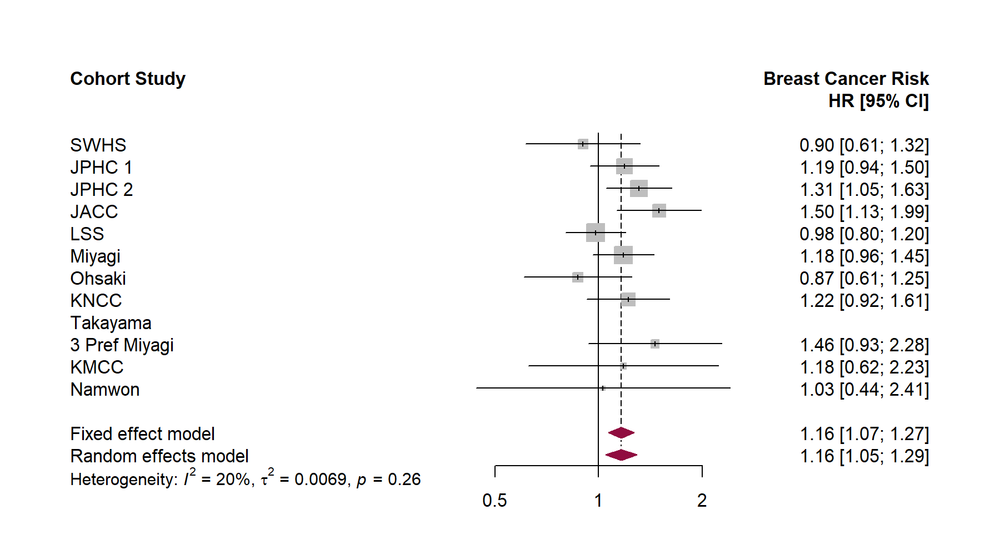 Cohort Study Breast Cancer Risk
HR [95% CI]
SWHS 0.90 [0.61; 1.32]
JPHC 1 1.19 [0.94; 1.50]
JPHC 2 1.31 [1.05; 1.63]
JACC 1.50 [1.13; 1.99]
LSS 0.98 [0.80; 1.20]
Miyagi 1.18 [0.96; 1.45]
Ohsaki 0.87 [0.61; 1.25]
KNCC 1.22 [0.92; 1.61]
Takayama
3 Pref Miyagi 1.46 [0.93; 2.28]
KMCC 1.18 [0.62; 2.23]
Namwon 1.03 [0.44; 2.41]
Fixed effect model 1.16 [1.07; 1.27]
Random effects model 1.16 [1.05; 1.29]
Heterogeneity: I² = 20%, τ² = 0.0069, p = 0.26
0.5 1 2